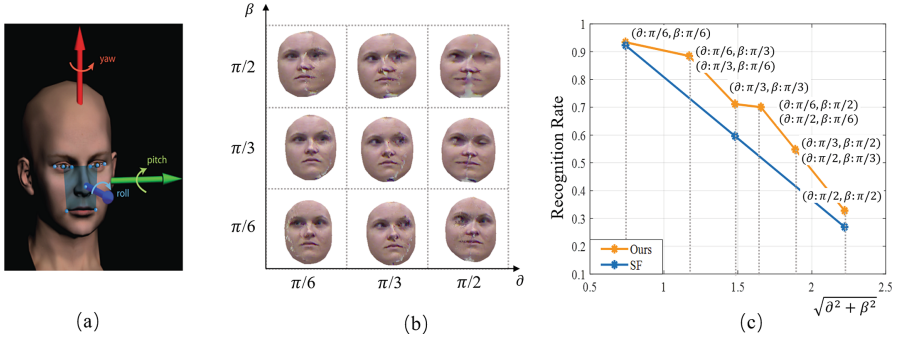 yaw
pitch
roll
(a)
β
π/2
π/3
π/6
π/6 π/3 π/2 ∂
(b)
Recognition Rate
1
0.9
0.8
0.7
0.6
0.5
0.4
0.3
0.2
0.1
0.5 1 1.5 2 2.5
(∂:π/6,β:π/6)
(∂:π/6,β:π/3)
(∂:π/3,β:π/6)
(∂:π/3,β:π/3)
(∂:π/6,β:π/2)
(∂:π/2,β:π/6)
(∂:π/3,β:π/2)
(∂:π/2,β:π/3)
(∂:π/2,β:π/2)
Ours
SF
√∂² + β²
(c)